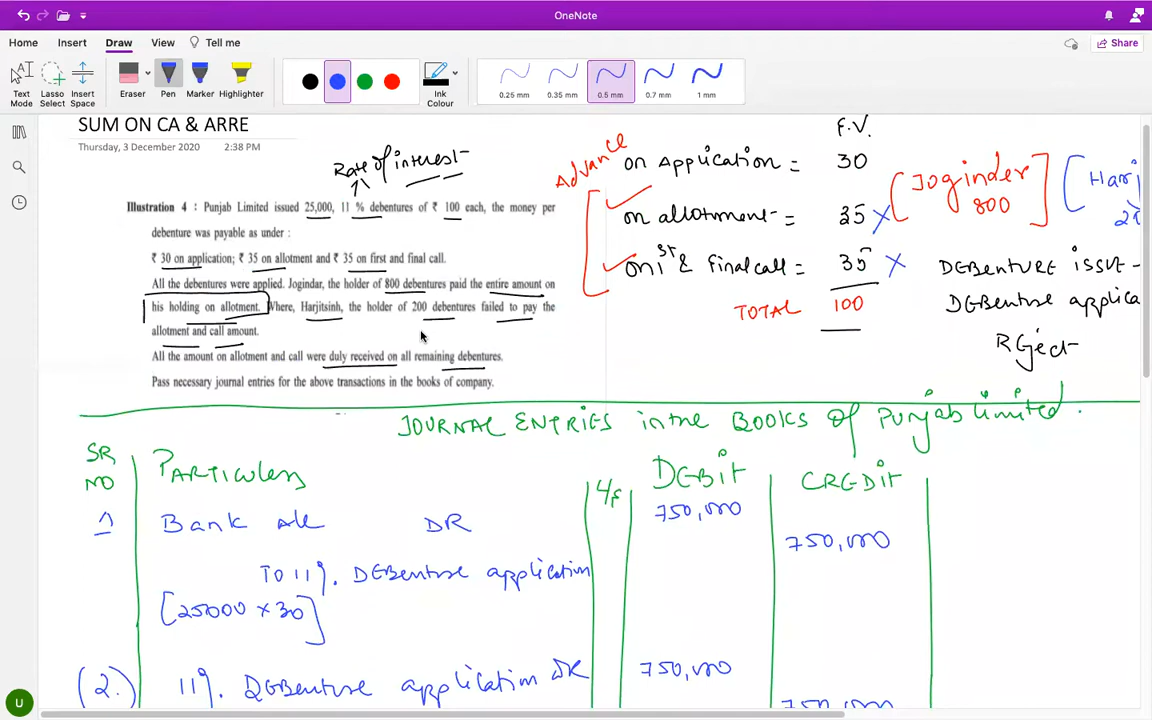 OneNote
Home Insert Draw View Tell me
Share
Text Mode
Lasso Select
Insert Space
Eraser
Pen
Marker
Highlighter
Ink Colour
0.25 mm
0.35 mm
0.5 mm
0.7 mm
1 mm
SUM ON CA & ARRE
Thursday, 3 December 2020 2:38 PM
Rate of interest
Illustration 4 : Punjab Limited issued 25,000, 11 % debentures of ₹ 100 each, the money per
debenture was payable as under :
₹ 30 on application; ₹ 35 on allotment and ₹ 35 on first and final call.
All the debentures were applied. Jogindar, the holder of 800 debentures paid the entire amount on
his holding on allotment. Where, Harjitsinh, the holder of 200 debentures failed to pay the
allotment and call amount.
All the amount on allotment and call were duly received on all remaining debentures.
Pass necessary journal entries for the above transactions in the books of company.
F.V.
Advance
on Application = 30
on allotment = 35 X
on 1st & Final call = 35 X
TOTAL 100
[Joginder 800]
[Harj
DEBENTURE issue -
DEBenture applica
Reject
JOURNAL ENTRIES in the BOOKS of Punjab limited.
SR NO PARTICULERS L/F DEBit CREDit
1 Bank A/c DR 750,000
TO 11%. DEBenture application 750,000
[25000 × 30]
(2.) 11%. DEBenture application DR 750,000
750,000
U